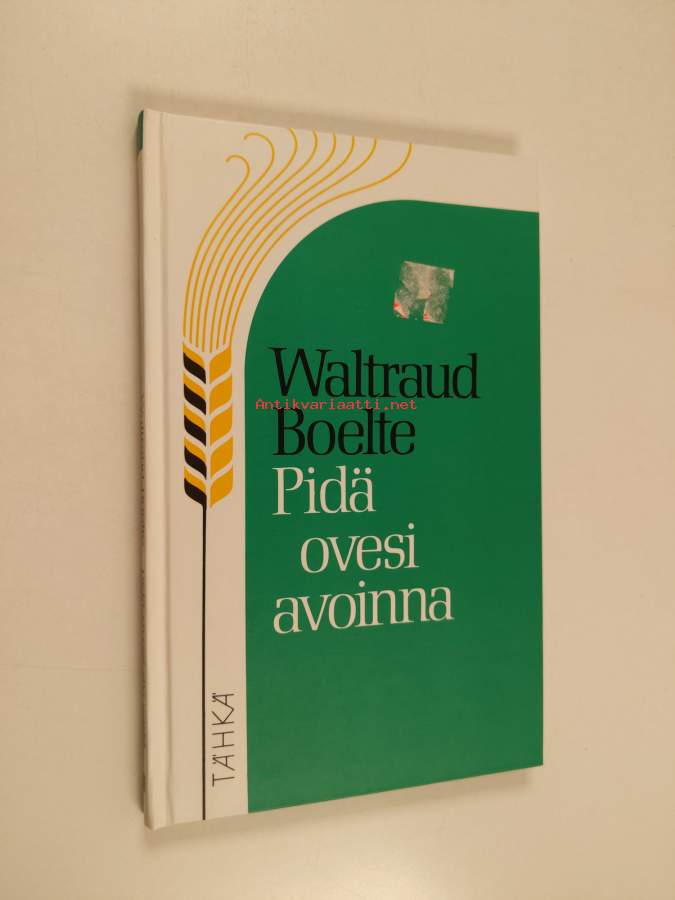 Waltraud
Antikvariaatti.net
Boelte
Pidä
ovesi
avoinna
TÄHKÄ